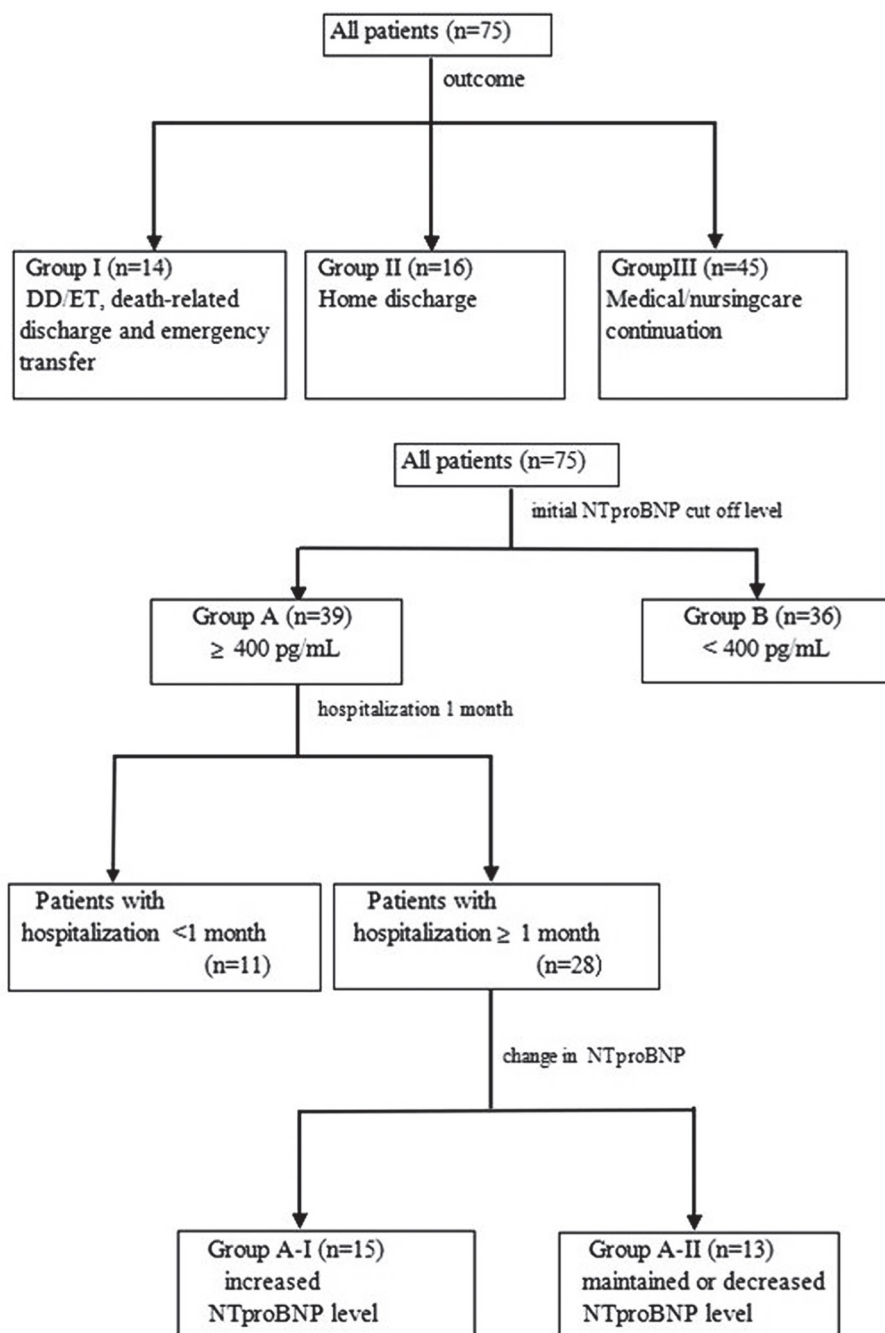 All patients (n=75)
outcome
Group I (n=14)
DD/ET, death-related
discharge and emergency
transfer
Group II (n=16)
Home discharge
GroupIII (n=45)
Medical/nursingcare
continuation
All patients (n=75)
initial NTproBNP cut off level
Group A (n=39)
≥ 400 pg/mL
Group B (n=36)
< 400 pg/mL
hospitalization 1 month
Patients with
hospitalization <1 month
(n=11)
Patients with
hospitalization ≥ 1 month
(n=28)
change in NTproBNP
Group A-I (n=15)
increased
NTproBNP level
Group A-II (n=13)
maintained or decreased
NTproBNP level